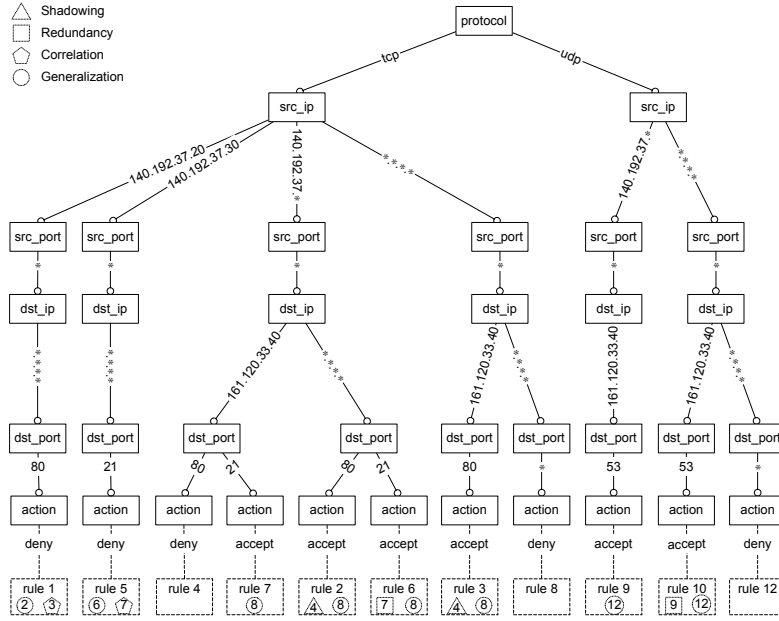 Shadowing
Redundancy
Correlation
Generalization
protocol
tcp
udp
src_ip
src_ip
140.192.37.20
140.192.37.30
140.192.37.*
*.*.*.*
140.192.37.*
*.*.*.*
src_port
src_port
src_port
src_port
src_port
src_port
*
*
*
*
*
*
dst_ip
dst_ip
dst_ip
dst_ip
dst_ip
dst_ip
*.*.*.*
*.*.*.*
161.120.33.40
*.*.*.*
161.120.33.40
*.*.*.*
161.120.33.40
161.120.33.40
*.*.*.*
dst_port
dst_port
dst_port
dst_port
dst_port
dst_port
dst_port
dst_port
dst_port
80
21
80
21
80
21
80
*
53
53
*
action
action
action
action
action
action
action
action
action
action
action
deny
deny
deny
accept
accept
accept
accept
deny
accept
accept
deny
rule 1
rule 5
rule 4
rule 7
rule 2
rule 6
rule 3
rule 8
rule 9
rule 10
rule 12
2 3
6 7
8
4 8
7 8
4 8
12
9 12